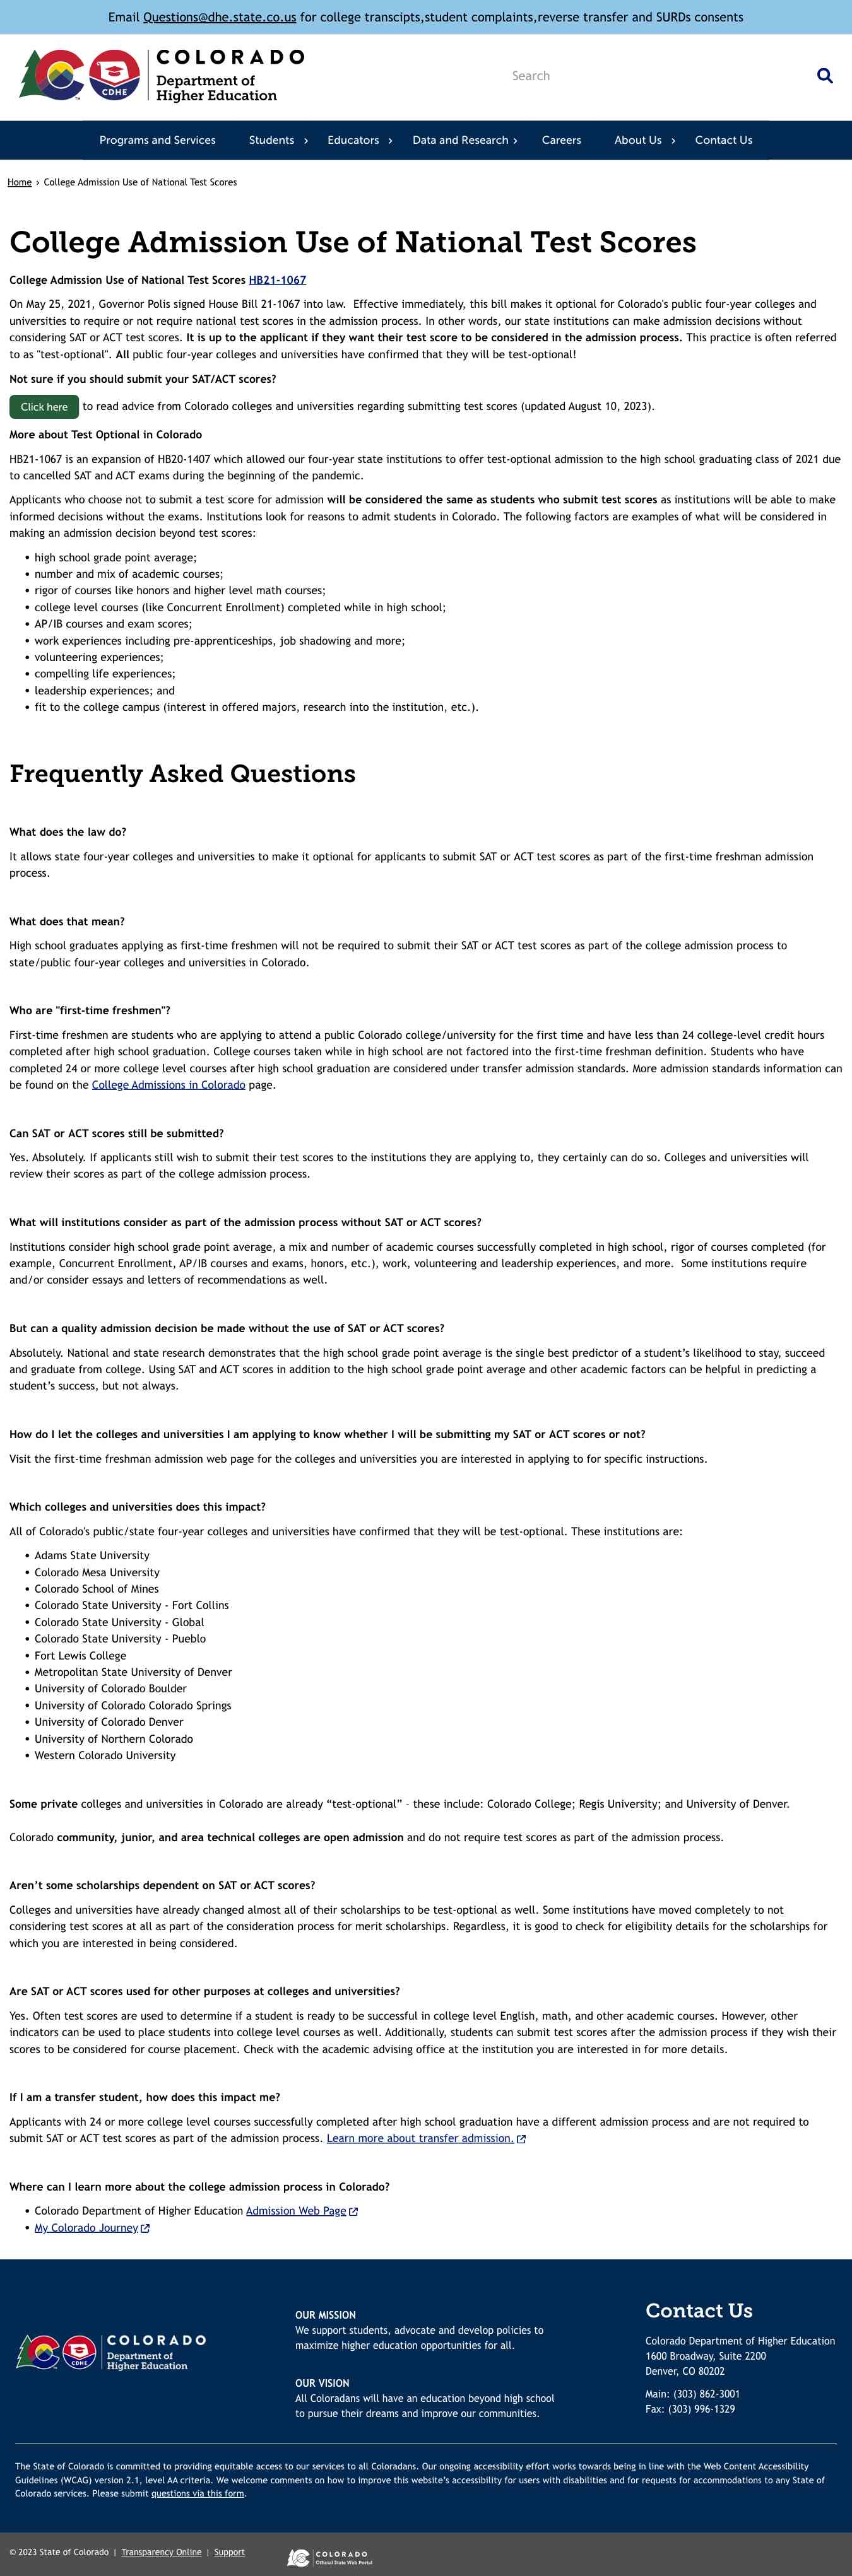 Email Questions@dhe.state.co.us for college transcipts,student complaints,reverse transfer and SURDs consents
COLORADO
Department of
Higher Education
CDHE
TM
Search
Programs and Services Students › Educators › Data and Research › Careers About Us › Contact Us
Home › College Admission Use of National Test Scores
College Admission Use of National Test Scores
College Admission Use of National Test Scores HB21-1067
On May 25, 2021, Governor Polis signed House Bill 21-1067 into law.  Effective immediately, this bill makes it optional for Colorado's public four-year colleges and
universities to require or not require national test scores in the admission process. In other words, our state institutions can make admission decisions without
considering SAT or ACT test scores. It is up to the applicant if they want their test score to be considered in the admission process. This practice is often referred
to as "test-optional". All public four-year colleges and universities have confirmed that they will be test-optional!
Not sure if you should submit your SAT/ACT scores?
Click here to read advice from Colorado colleges and universities regarding submitting test scores (updated August 10, 2023).
More about Test Optional in Colorado
HB21-1067 is an expansion of HB20-1407 which allowed our four-year state institutions to offer test-optional admission to the high school graduating class of 2021 due
to cancelled SAT and ACT exams during the beginning of the pandemic.
Applicants who choose not to submit a test score for admission will be considered the same as students who submit test scores as institutions will be able to make
informed decisions without the exams. Institutions look for reasons to admit students in Colorado. The following factors are examples of what will be considered in
making an admission decision beyond test scores:
• high school grade point average;
• number and mix of academic courses;
• rigor of courses like honors and higher level math courses;
• college level courses (like Concurrent Enrollment) completed while in high school;
• AP/IB courses and exam scores;
• work experiences including pre-apprenticeships, job shadowing and more;
• volunteering experiences;
• compelling life experiences;
• leadership experiences; and
• fit to the college campus (interest in offered majors, research into the institution, etc.).
Frequently Asked Questions
What does the law do?
It allows state four-year colleges and universities to make it optional for applicants to submit SAT or ACT test scores as part of the first-time freshman admission
process.
What does that mean?
High school graduates applying as first-time freshmen will not be required to submit their SAT or ACT test scores as part of the college admission process to
state/public four-year colleges and universities in Colorado.
Who are "first-time freshmen"?
First-time freshmen are students who are applying to attend a public Colorado college/university for the first time and have less than 24 college-level credit hours
completed after high school graduation. College courses taken while in high school are not factored into the first-time freshman definition. Students who have
completed 24 or more college level courses after high school graduation are considered under transfer admission standards. More admission standards information can
be found on the College Admissions in Colorado page.
Can SAT or ACT scores still be submitted?
Yes. Absolutely. If applicants still wish to submit their test scores to the institutions they are applying to, they certainly can do so. Colleges and universities will
review their scores as part of the college admission process.
What will institutions consider as part of the admission process without SAT or ACT scores?
Institutions consider high school grade point average, a mix and number of academic courses successfully completed in high school, rigor of courses completed (for
example, Concurrent Enrollment, AP/IB courses and exams, honors, etc.), work, volunteering and leadership experiences, and more.  Some institutions require
and/or consider essays and letters of recommendations as well.
But can a quality admission decision be made without the use of SAT or ACT scores?
Absolutely. National and state research demonstrates that the high school grade point average is the single best predictor of a student’s likelihood to stay, succeed
and graduate from college. Using SAT and ACT scores in addition to the high school grade point average and other academic factors can be helpful in predicting a
student’s success, but not always.
How do I let the colleges and universities I am applying to know whether I will be submitting my SAT or ACT scores or not?
Visit the first-time freshman admission web page for the colleges and universities you are interested in applying to for specific instructions.
Which colleges and universities does this impact?
All of Colorado's public/state four-year colleges and universities have confirmed that they will be test-optional. These institutions are:
• Adams State University
• Colorado Mesa University
• Colorado School of Mines
• Colorado State University - Fort Collins
• Colorado State University - Global
• Colorado State University - Pueblo
• Fort Lewis College
• Metropolitan State University of Denver
• University of Colorado Boulder
• University of Colorado Colorado Springs
• University of Colorado Denver
• University of Northern Colorado
• Western Colorado University
Some private colleges and universities in Colorado are already “test-optional” – these include: Colorado College; Regis University; and University of Denver.
Colorado community, junior, and area technical colleges are open admission and do not require test scores as part of the admission process.
Aren’t some scholarships dependent on SAT or ACT scores?
Colleges and universities have already changed almost all of their scholarships to be test-optional as well. Some institutions have moved completely to not
considering test scores at all as part of the consideration process for merit scholarships. Regardless, it is good to check for eligibility details for the scholarships for
which you are interested in being considered.
Are SAT or ACT scores used for other purposes at colleges and universities?
Yes. Often test scores are used to determine if a student is ready to be successful in college level English, math, and other academic courses. However, other
indicators can be used to place students into college level courses as well. Additionally, students can submit test scores after the admission process if they wish their
scores to be considered for course placement. Check with the academic advising office at the institution you are interested in for more details.
If I am a transfer student, how does this impact me?
Applicants with 24 or more college level courses successfully completed after high school graduation have a different admission process and are not required to
submit SAT or ACT test scores as part of the admission process. Learn more about transfer admission.
Where can I learn more about the college admission process in Colorado?
• Colorado Department of Higher Education Admission Web Page
• My Colorado Journey
COLORADO
Department of
Higher Education
CDHE
OUR MISSION
We support students, advocate and develop policies to
maximize higher education opportunities for all.
OUR VISION
All Coloradans will have an education beyond high school
to pursue their dreams and improve our communities.
Contact Us
Colorado Department of Higher Education
1600 Broadway, Suite 2200
Denver, CO 80202
Main: (303) 862-3001
Fax: (303) 996-1329
The State of Colorado is committed to providing equitable access to our services to all Coloradans. Our ongoing accessibility effort works towards being in line with the Web Content Accessibility
Guidelines (WCAG) version 2.1, level AA criteria. We welcome comments on how to improve this website’s accessibility for users with disabilities and for requests for accommodations to any State of
Colorado services. Please submit questions via this form.
© 2023 State of Colorado | Transparency Online | Support
COLORADO
Official State Web Portal